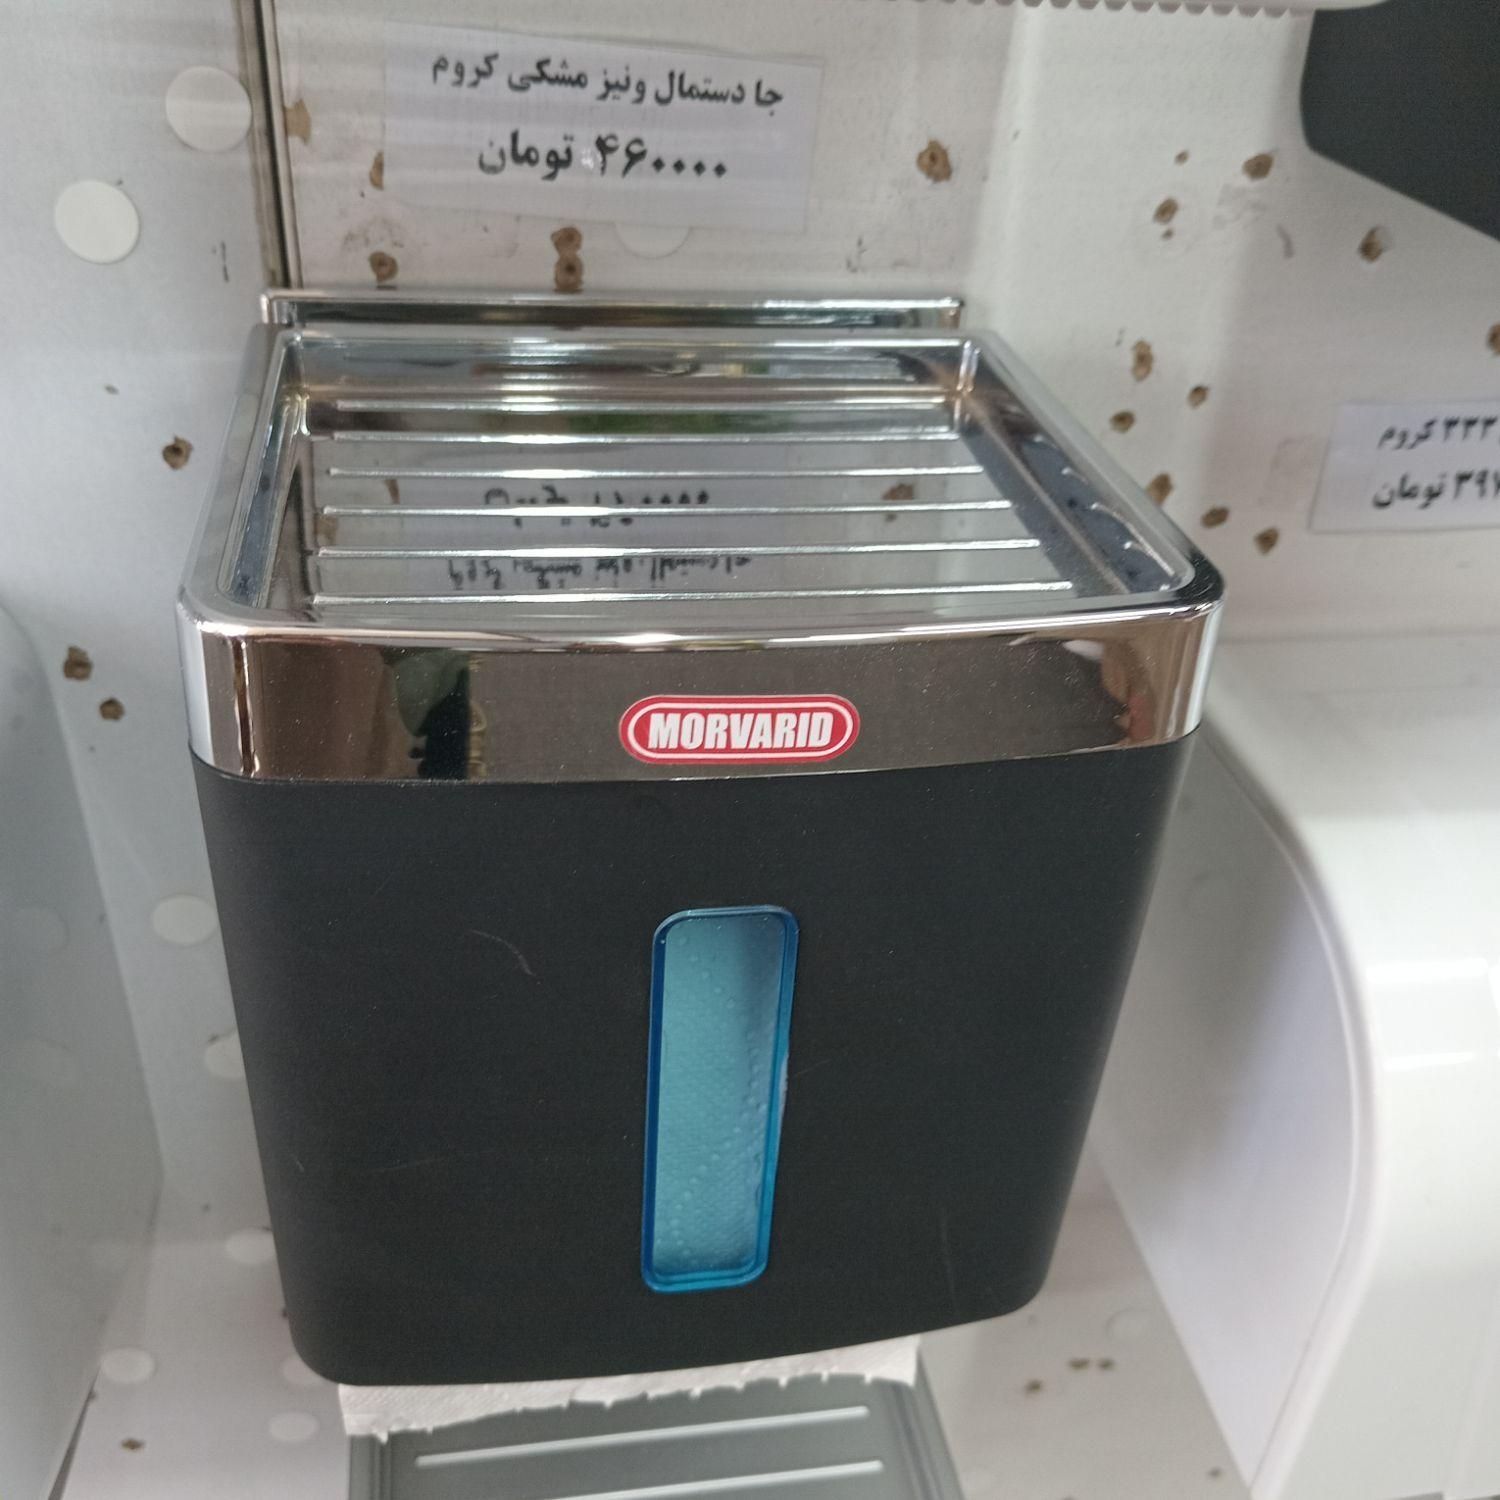 جا دستمال ونیز مشکی کروم
۴۶۰۰۰۰ تومان
۳۳۳ کروم
تومان
MORVARID